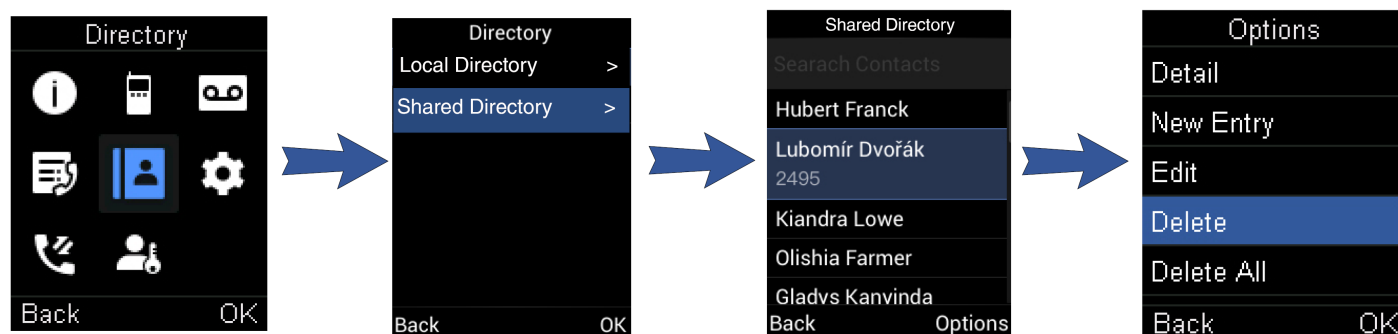 Directory
Back OK
Directory
Local Directory >
Shared Directory >
Back OK
Shared Directory
Searach Contacts
Hubert Franck
Lubomír Dvořák
2495
Kiandra Lowe
Olishia Farmer
Gladys Kanyinda
Back Options
Options
Detail
New Entry
Edit
Delete
Delete All
Back OK